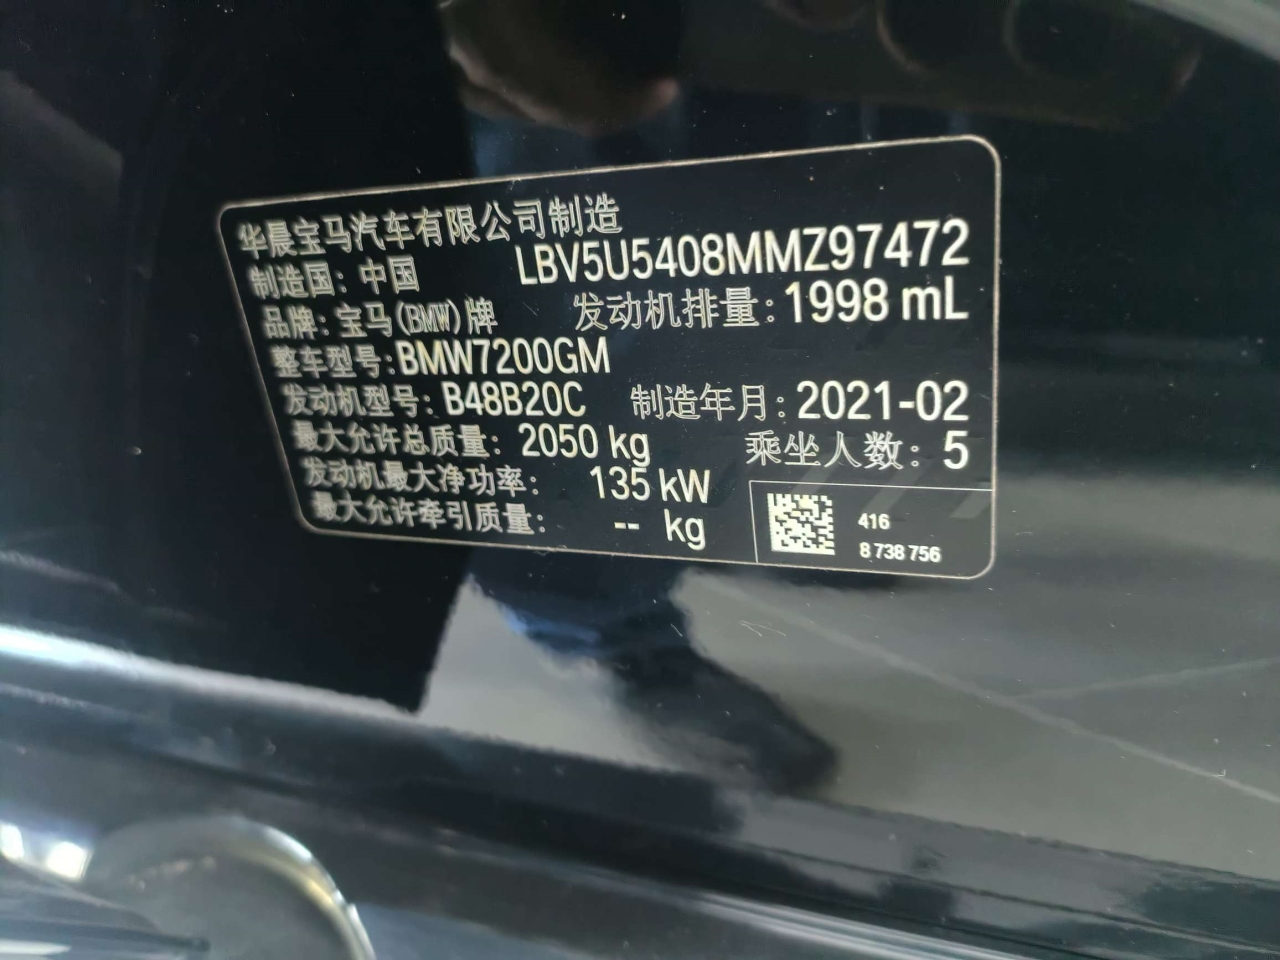 华晨宝马汽车有限公司制造
制造国：中国 LBV5U5408MMZ97472
品牌：宝马(BMW)牌 发动机排量：1998 mL
整车型号：BMW7200GM
发动机型号：B48B20C 制造年月：2021-02
最大允许总质量：2050 kg 乘坐人数：5
发动机最大净功率：135 kW
最大允许牵引质量：-- kg
416
8 738 756